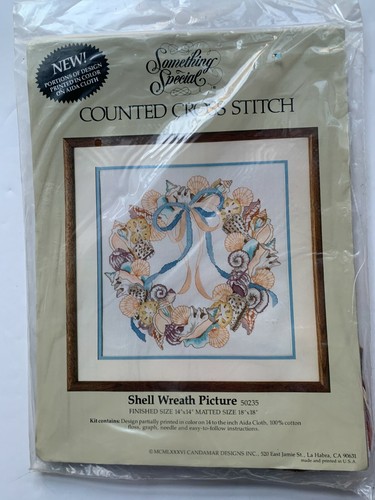 NEW!
PORTIONS OF DESIGN
PRINTED IN COLOR
ON AIDA CLOTH
Something
Special
COUNTED CROSS STITCH
Shell Wreath Picture 50235
FINISHED SIZE 14"x14" MATTED SIZE 18"x18"
Kit contains: Design partially printed in color on 14 to the inch Aida Cloth, 100% cotton
floss, graph, needle and easy-to-follow instructions.
©MCMLXXXVI CANDAMAR DESIGNS INC., 520 East Jamie St., La Habra, CA 90631
made and printed in U.S.A.